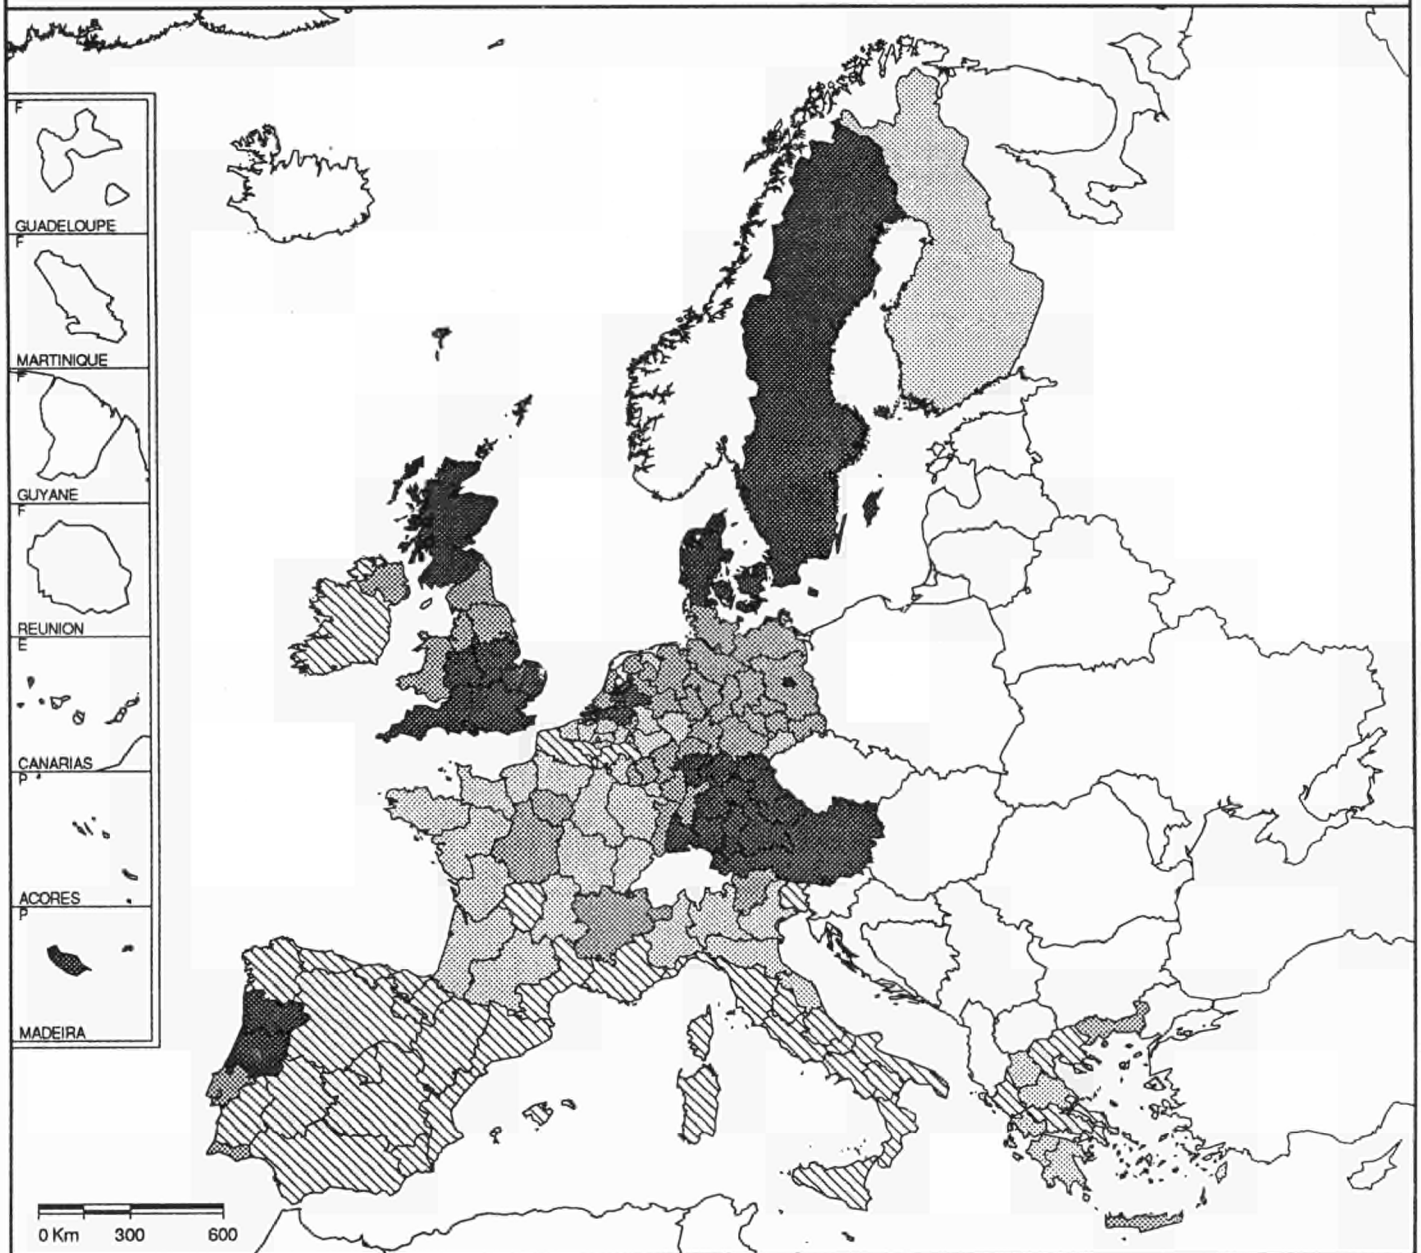 F
GUADELOUPE
F
MARTINIQUE
F
GUYANE
F
REUNION
E
CANARIAS
P
ACORES
P
MADEIRA
0 Km 300 600